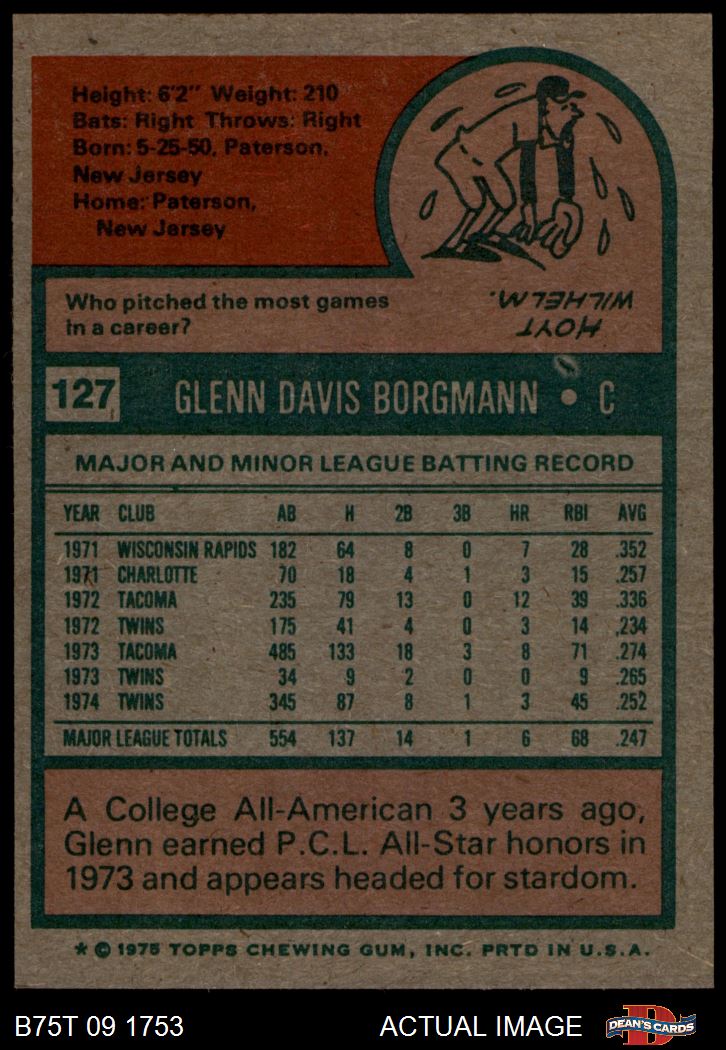 Height: 6'2" Weight: 210
Bats: Right Throws: Right
Born: 5-25-50, Paterson,
New Jersey
Home: Paterson,
New Jersey
Who pitched the most games
in a career?
HOYT
WILHELM.
127 GLENN DAVIS BORGMANN • C
MAJOR AND MINOR LEAGUE BATTING RECORD
YEAR CLUB AB H 2B 3B HR RBI AVG
1971 WISCONSIN RAPIDS 182 64 8 0 7 28 .352
1971 CHARLOTTE 70 18 4 1 3 15 .257
1972 TACOMA 235 79 13 0 12 39 .336
1972 TWINS 175 41 4 0 3 14 .234
1973 TACOMA 485 133 18 3 8 71 .274
1973 TWINS 34 9 2 0 0 9 .265
1974 TWINS 345 87 8 1 3 45 .252
MAJOR LEAGUE TOTALS 554 137 14 1 6 68 .247
A College All-American 3 years ago,
Glenn earned P.C.L. All-Star honors in
1973 and appears headed for stardom.
* © 1975 TOPPS CHEWING GUM, INC. PRTD IN U.S.A.
B75T 09 1753 ACTUAL IMAGE DEAN'S CARDS